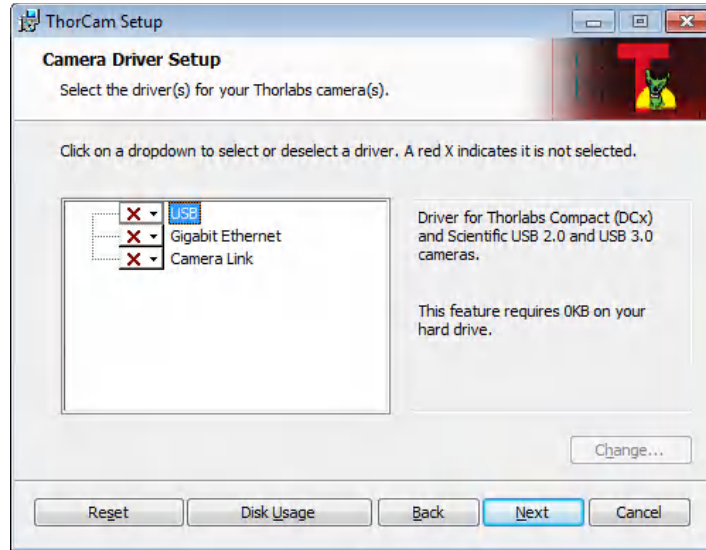 ThorCam Setup
Camera Driver Setup
Select the driver(s) for your Thorlabs camera(s).
Click on a dropdown to select or deselect a driver. A red X indicates it is not selected.
USB
Gigabit Ethernet
Camera Link
Driver for Thorlabs Compact (DCx)
and Scientific USB 2.0 and USB 3.0
cameras.
This feature requires 0KB on your
hard drive.
Change...
Reset
Disk Usage
Back
Next
Cancel